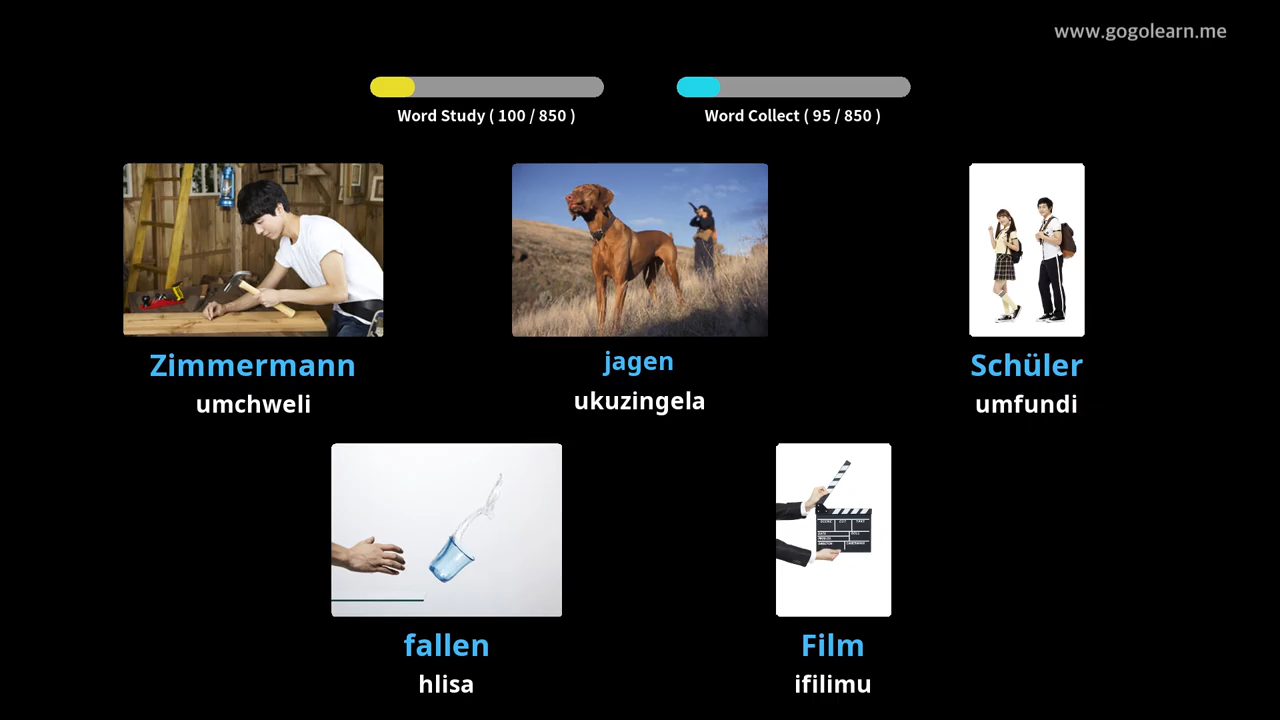 www.gogolearn.me
Word Study ( 100 / 850 )
Word Collect ( 95 / 850 )
Zimmermann
umchweli
jagen
ukuzingela
Schüler
umfundi
fallen
hlisa
Film
ifilimu